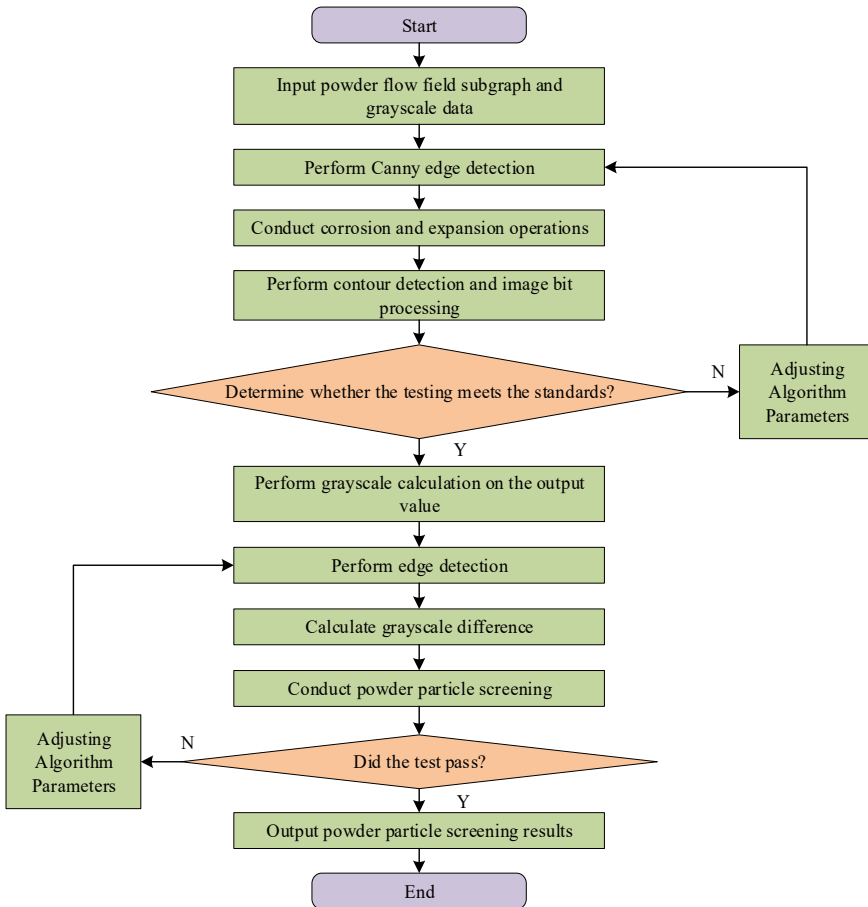 Start
Input powder flow field subgraph and
grayscale data
Perform Canny edge detection
Conduct corrosion and expansion operations
Perform contour detection and image bit
processing
Determine whether the testing meets the standards?
N
Adjusting
Algorithm
Parameters
Y
Perform grayscale calculation on the output
value
Perform edge detection
Calculate grayscale difference
Conduct powder particle screening
Adjusting
Algorithm
Parameters
N
Did the test pass?
Y
Output powder particle screening results
End